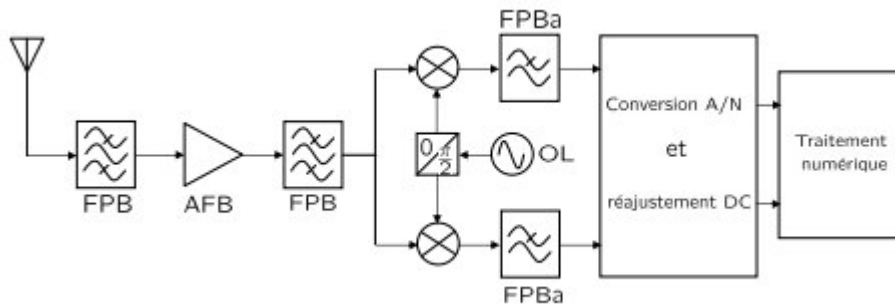 FPBa
FPB
AFB
FPB
0
π
2
OL
FPBa
Conversion A/N
et
réajustement DC
Traitement
numérique